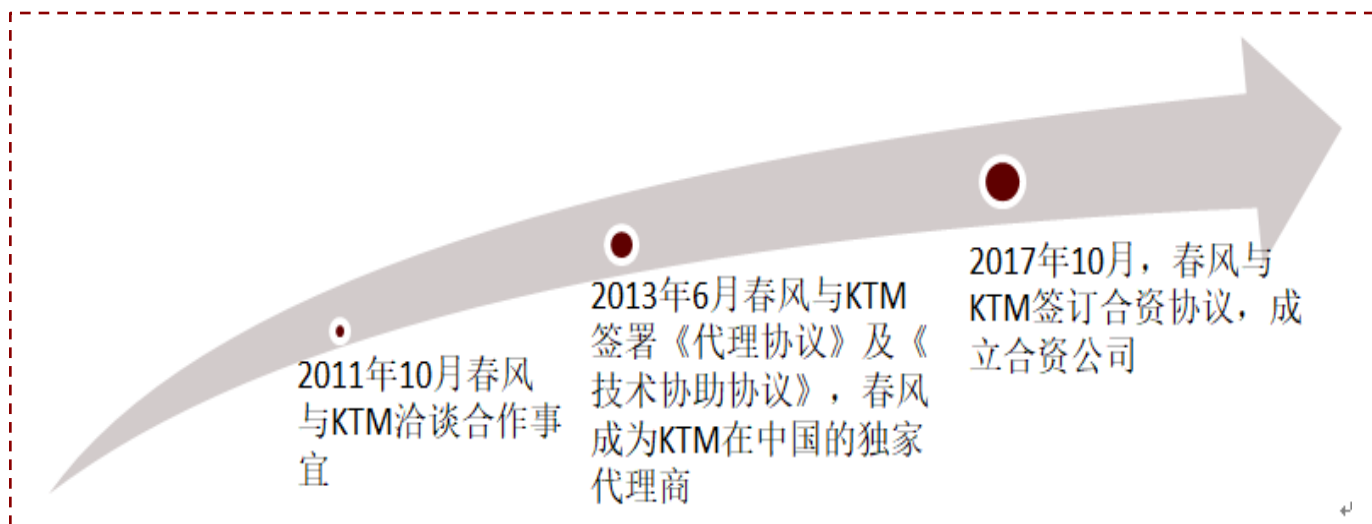 2011年10月春风
与KTM洽谈合作事
宜
2013年6月春风与KTM
签署《代理协议》及《
技术协助协议》，春风
成为KTM在中国的独家
代理商
2017年10月，春风与
KTM签订合资协议，成
立合资公司